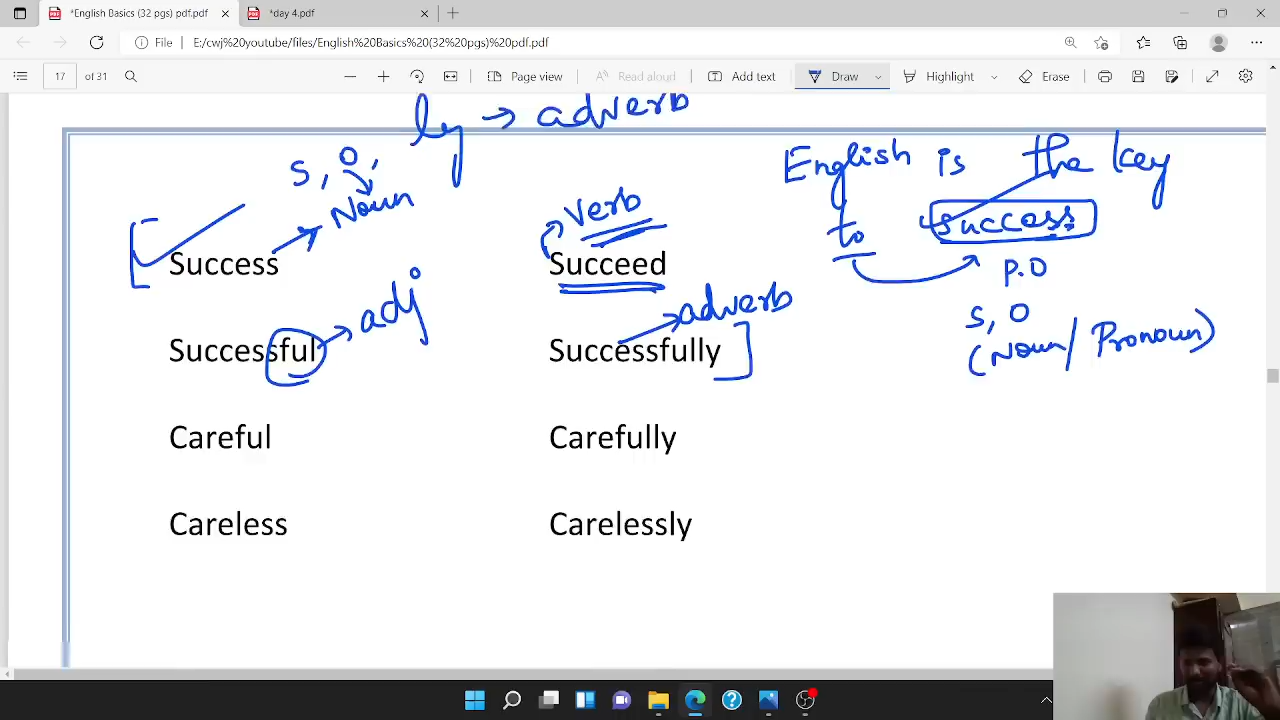 *English Basics (32 pgs) pdf.pdf
*day 4.pdf
File
E:/cwj%20youtube/files/English%20Basics%20(32%20pgs)%20pdf.pdf
17 of 31
Page view
Read aloud
Add text
Draw
Highlight
Erase
ly → adverb
S, O,
Noun
Verb
English is the key
to success
P.O
S, O
(Noun/ Pronoun)
Success
Succeed
adj
adverb
Successful
Successfully
Careful
Carefully
Careless
Carelessly